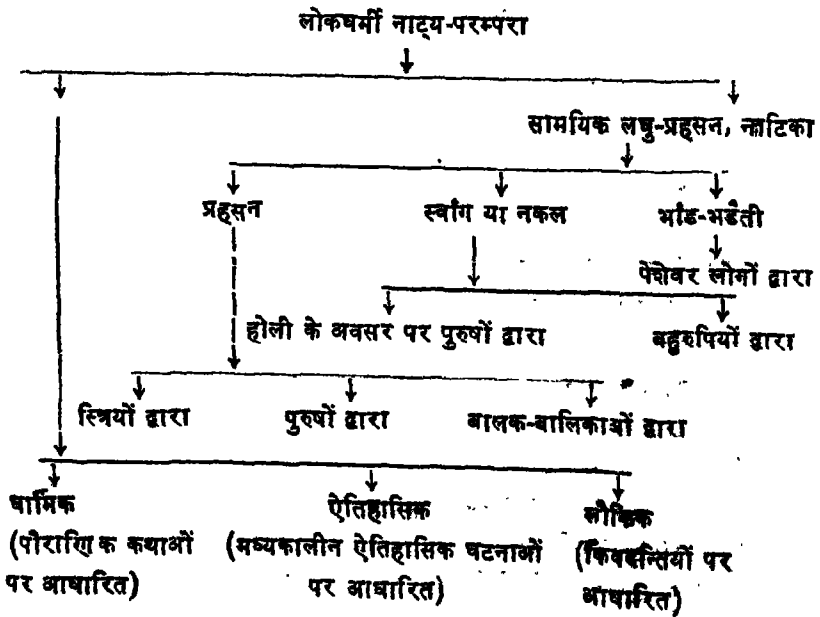 लोकधर्मी नाट्य-परम्परा
सामयिक लघु-प्रहसन, नाटिका
प्रहसन स्वांग या नकल भांड-भडैती
पेशेवर लोगों द्वारा
होली के अवसर पर पुरुषों द्वारा बहुरुपियों द्वारा
स्त्रियों द्वारा पुरुषों द्वारा बालक-बालिकाओं द्वारा
धार्मिक ऐतिहासिक लौकिक
(पौराणिक कथाओं (मध्यकालीन ऐतिहासिक घटनाओं (किंवदन्तियों पर
पर आधारित) पर आधारित) आधारित)